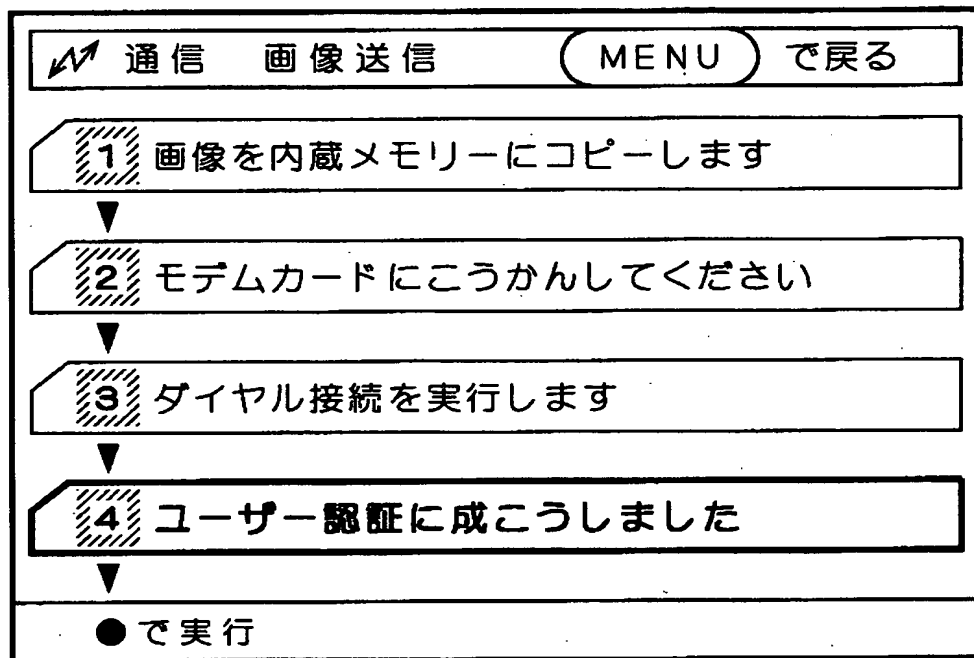 通信 画像送信 MENU で戻る
1 画像を内蔵メモリーにコピーします
2 モデムカードにこうかんしてください
3 ダイヤル接続を実行します
4 ユーザー認証に成こうしました
●で実行